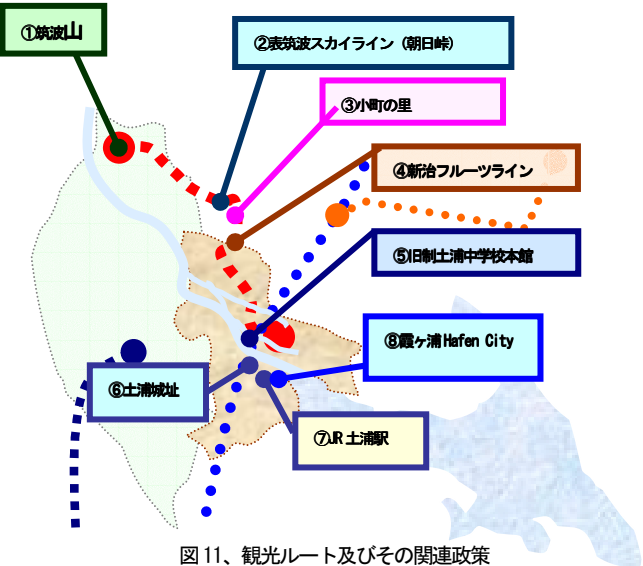 ①筑波山
②表筑波スカイライン（朝日峠）
③小町の里
④新治フルーツライン
⑤旧制土浦中学校本館
⑧霞ヶ浦Hafen City
⑥土浦城址
⑦JR土浦駅
図11、観光ルート及びその関連政策